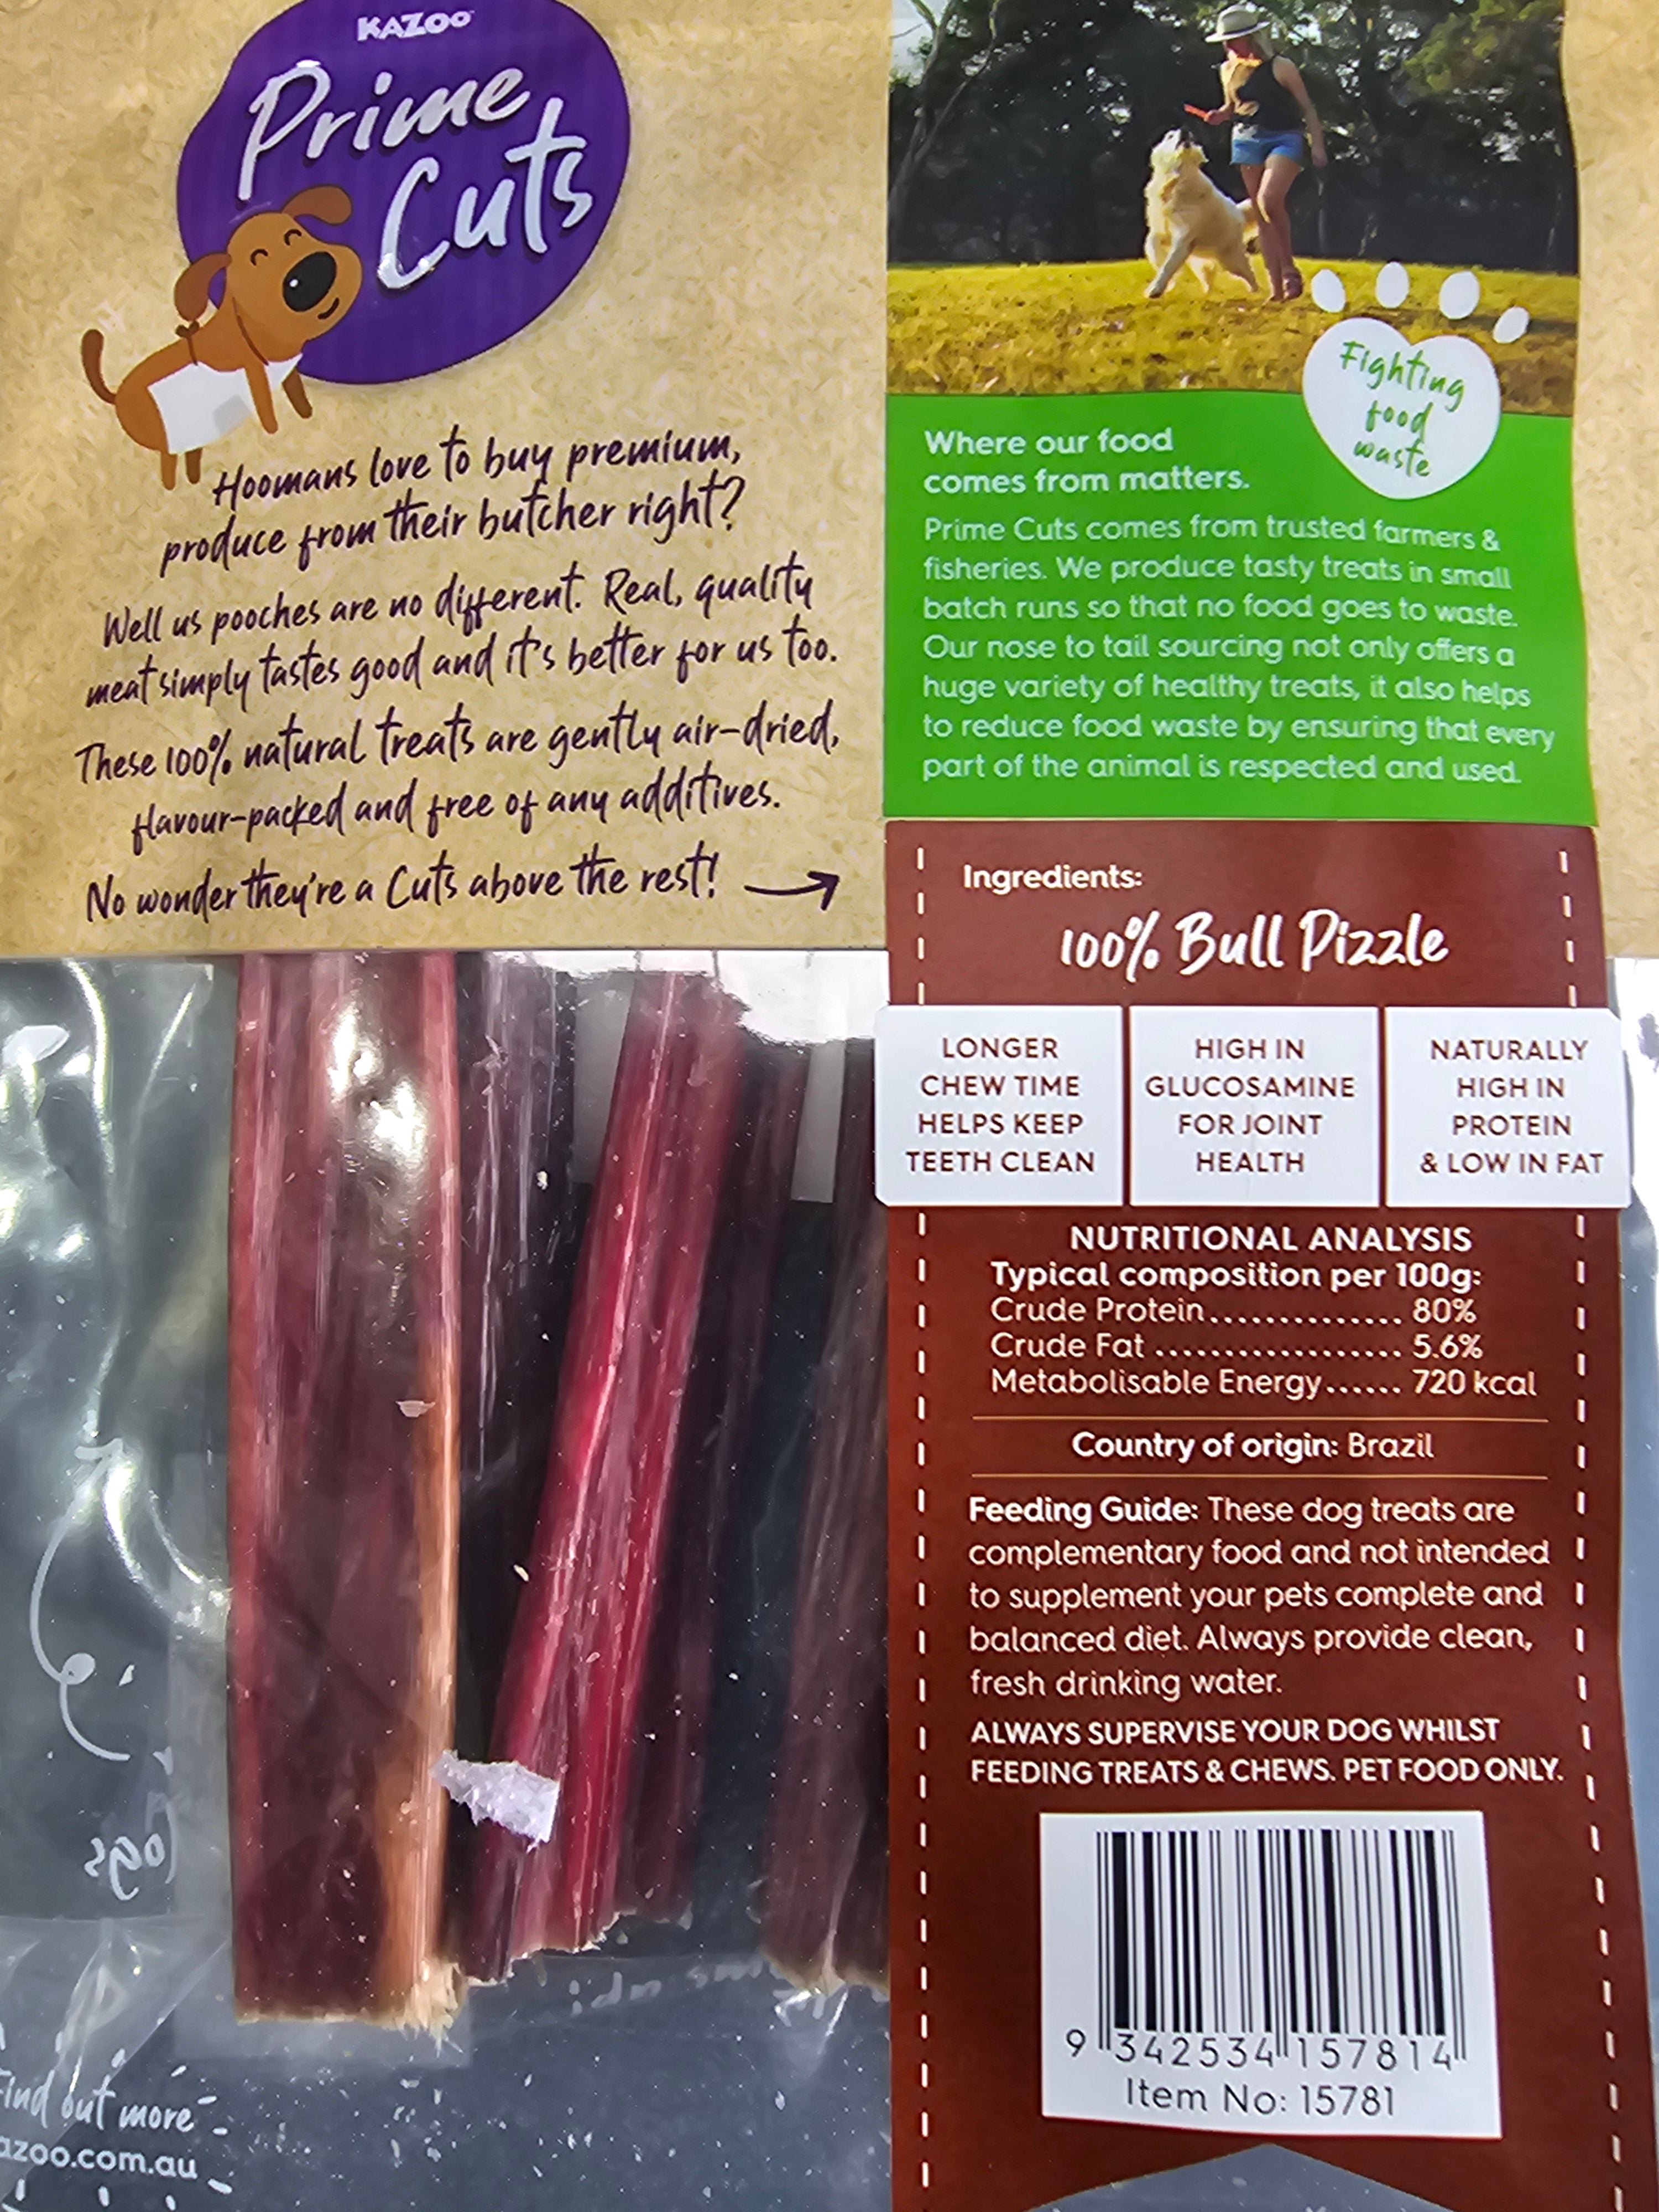 KAZOO
Prime
Cuts
Hoomans love to buy premium,
produce from their butcher right?
Well us pooches are no different. Real, quality
meat simply tastes good and it's better for us too.
These 100% natural treats are gently air-dried,
flavour-packed and free of any additives.
No wonder they're a Cuts above the rest!
Fighting
food
waste
Where our food
comes from matters.
Prime Cuts comes from trusted farmers &
fisheries. We produce tasty treats in small
batch runs so that no food goes to waste.
Our nose to tail sourcing not only offers a
huge variety of healthy treats, it also helps
to reduce food waste by ensuring that every
part of the animal is respected and used.
Ingredients:
100% Bull Pizzle
LONGER
CHEW TIME
HELPS KEEP
TEETH CLEAN
HIGH IN
GLUCOSAMINE
FOR JOINT
HEALTH
NATURALLY
HIGH IN
PROTEIN
& LOW IN FAT
NUTRITIONAL ANALYSIS
Typical composition per 100g:
Crude Protein............... 80%
Crude Fat ................... 5.6%
Metabolisable Energy...... 720 kcal
Country of origin: Brazil
Feeding Guide: These dog treats are
complementary food and not intended
to supplement your pets complete and
balanced diet. Always provide clean,
fresh drinking water.
ALWAYS SUPERVISE YOUR DOG WHILST
FEEDING TREATS & CHEWS. PET FOOD ONLY.
9 342534 157814
Item No: 15781
Find out more
azoo.com.au